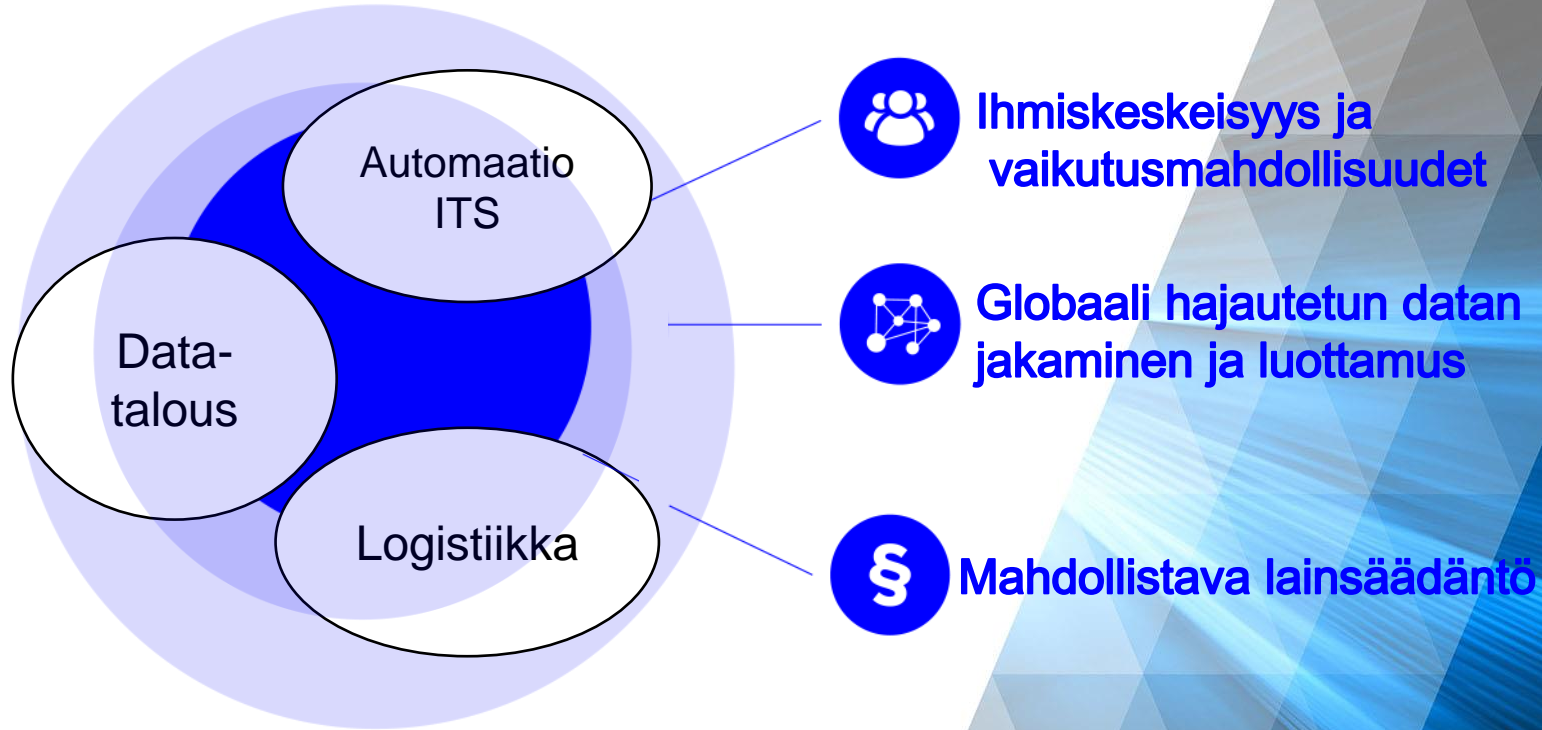 Automaatio
ITS
Data-
talous
Logistiikka
Ihmiskeskeisyys ja
vaikutusmahdollisuudet
Globaali hajautetun datan
jakaminen ja luottamus
§
Mahdollistava lainsäädäntö